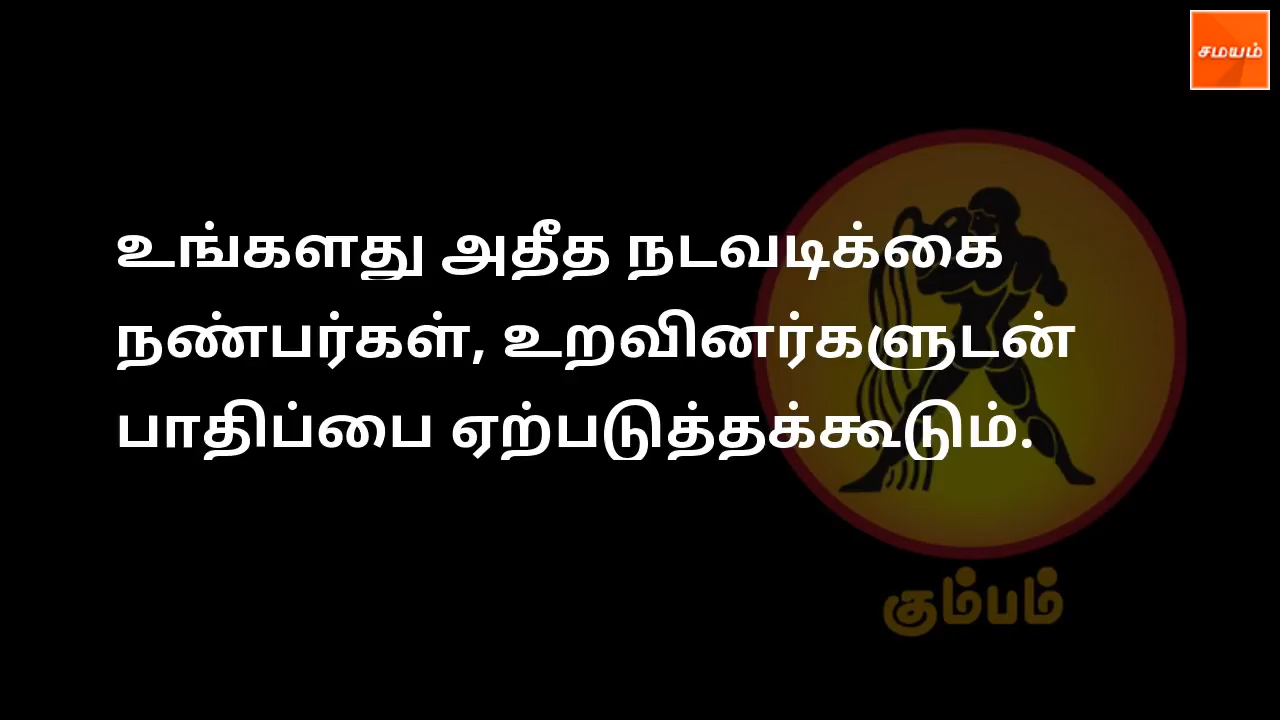 சமயம்
உங்களது அதீத நடவடிக்கை
நண்பர்கள், உறவினர்களுடன்
பாதிப்பை ஏற்படுத்தக்கூடும்.
கும்பம்